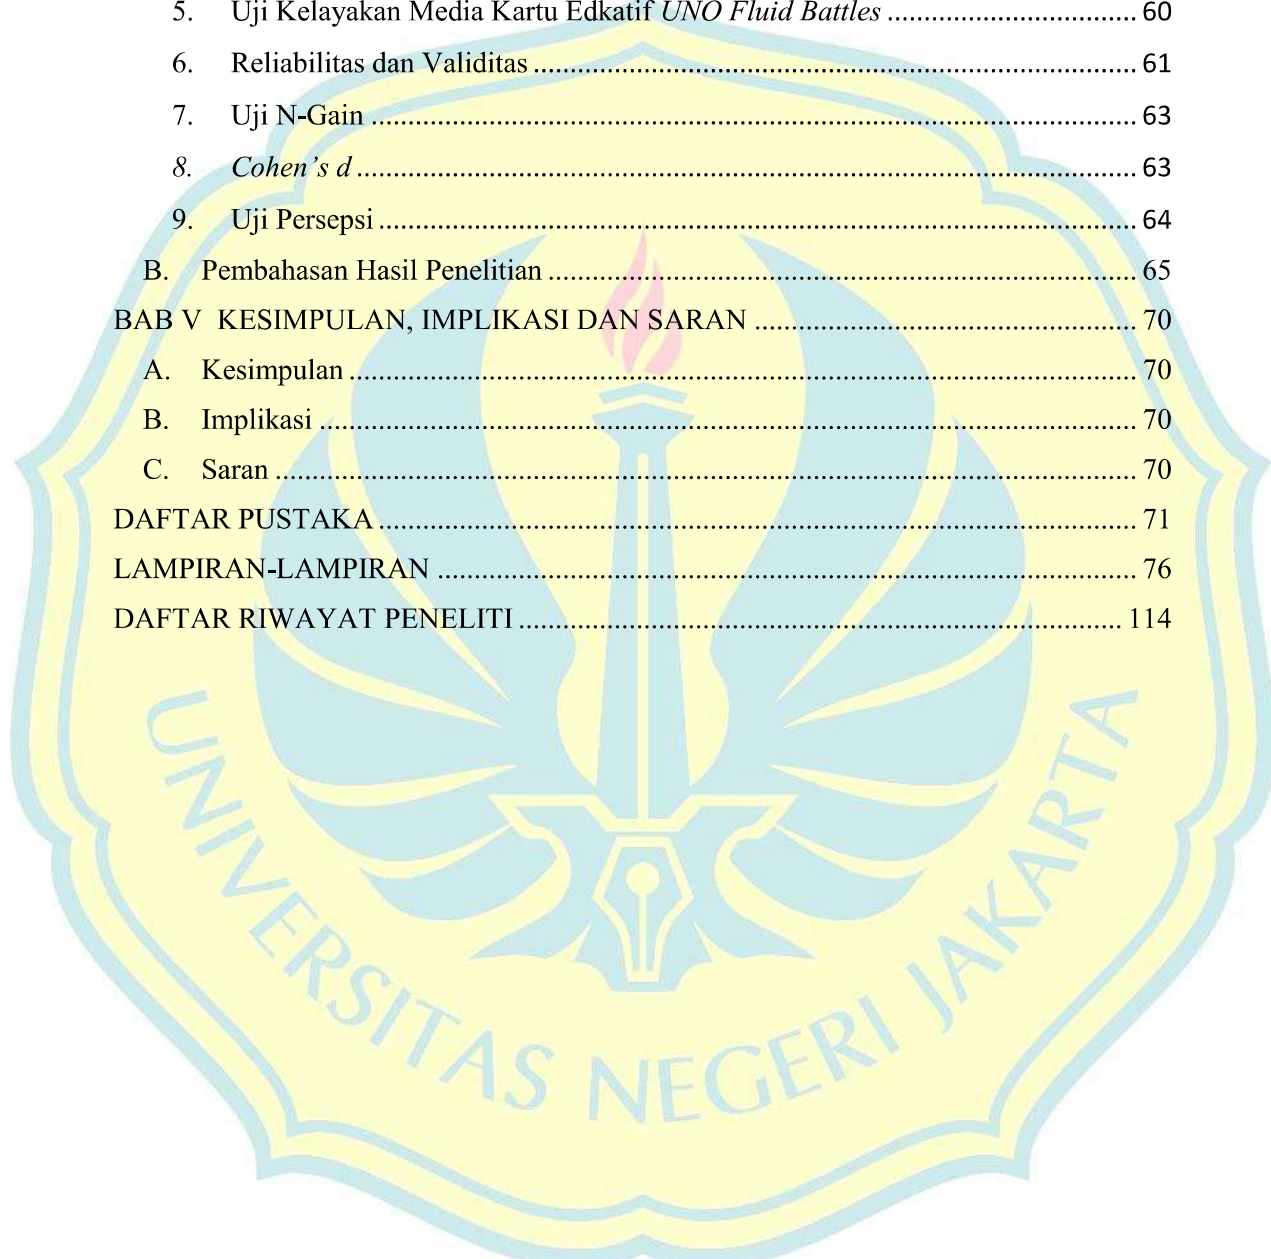 5. Uji Kelayakan Media Kartu Edkatif UNO Fluid Battles ..................................... 60
6. Reliabilitas dan Validitas ........................................................................................ 61
7. Uji N-Gain ............................................................................................................... 63
8. Cohen's d ................................................................................................................. 63
9. Uji Persepsi .............................................................................................................. 64
B. Pembahasan Hasil Penelitian ...................................................................................... 65
BAB V KESIMPULAN, IMPLIKASI DAN SARAN ......................................................... 70
A. Kesimpulan ................................................................................................................. 70
B. Implikasi ..................................................................................................................... 70
C. Saran ........................................................................................................................... 70
DAFTAR PUSTAKA ............................................................................................................. 71
LAMPIRAN-LAMPIRAN ..................................................................................................... 76
DAFTAR RIWAYAT PENELITI ........................................................................................ 114
UNIVERSITAS NEGERI JAKARTA